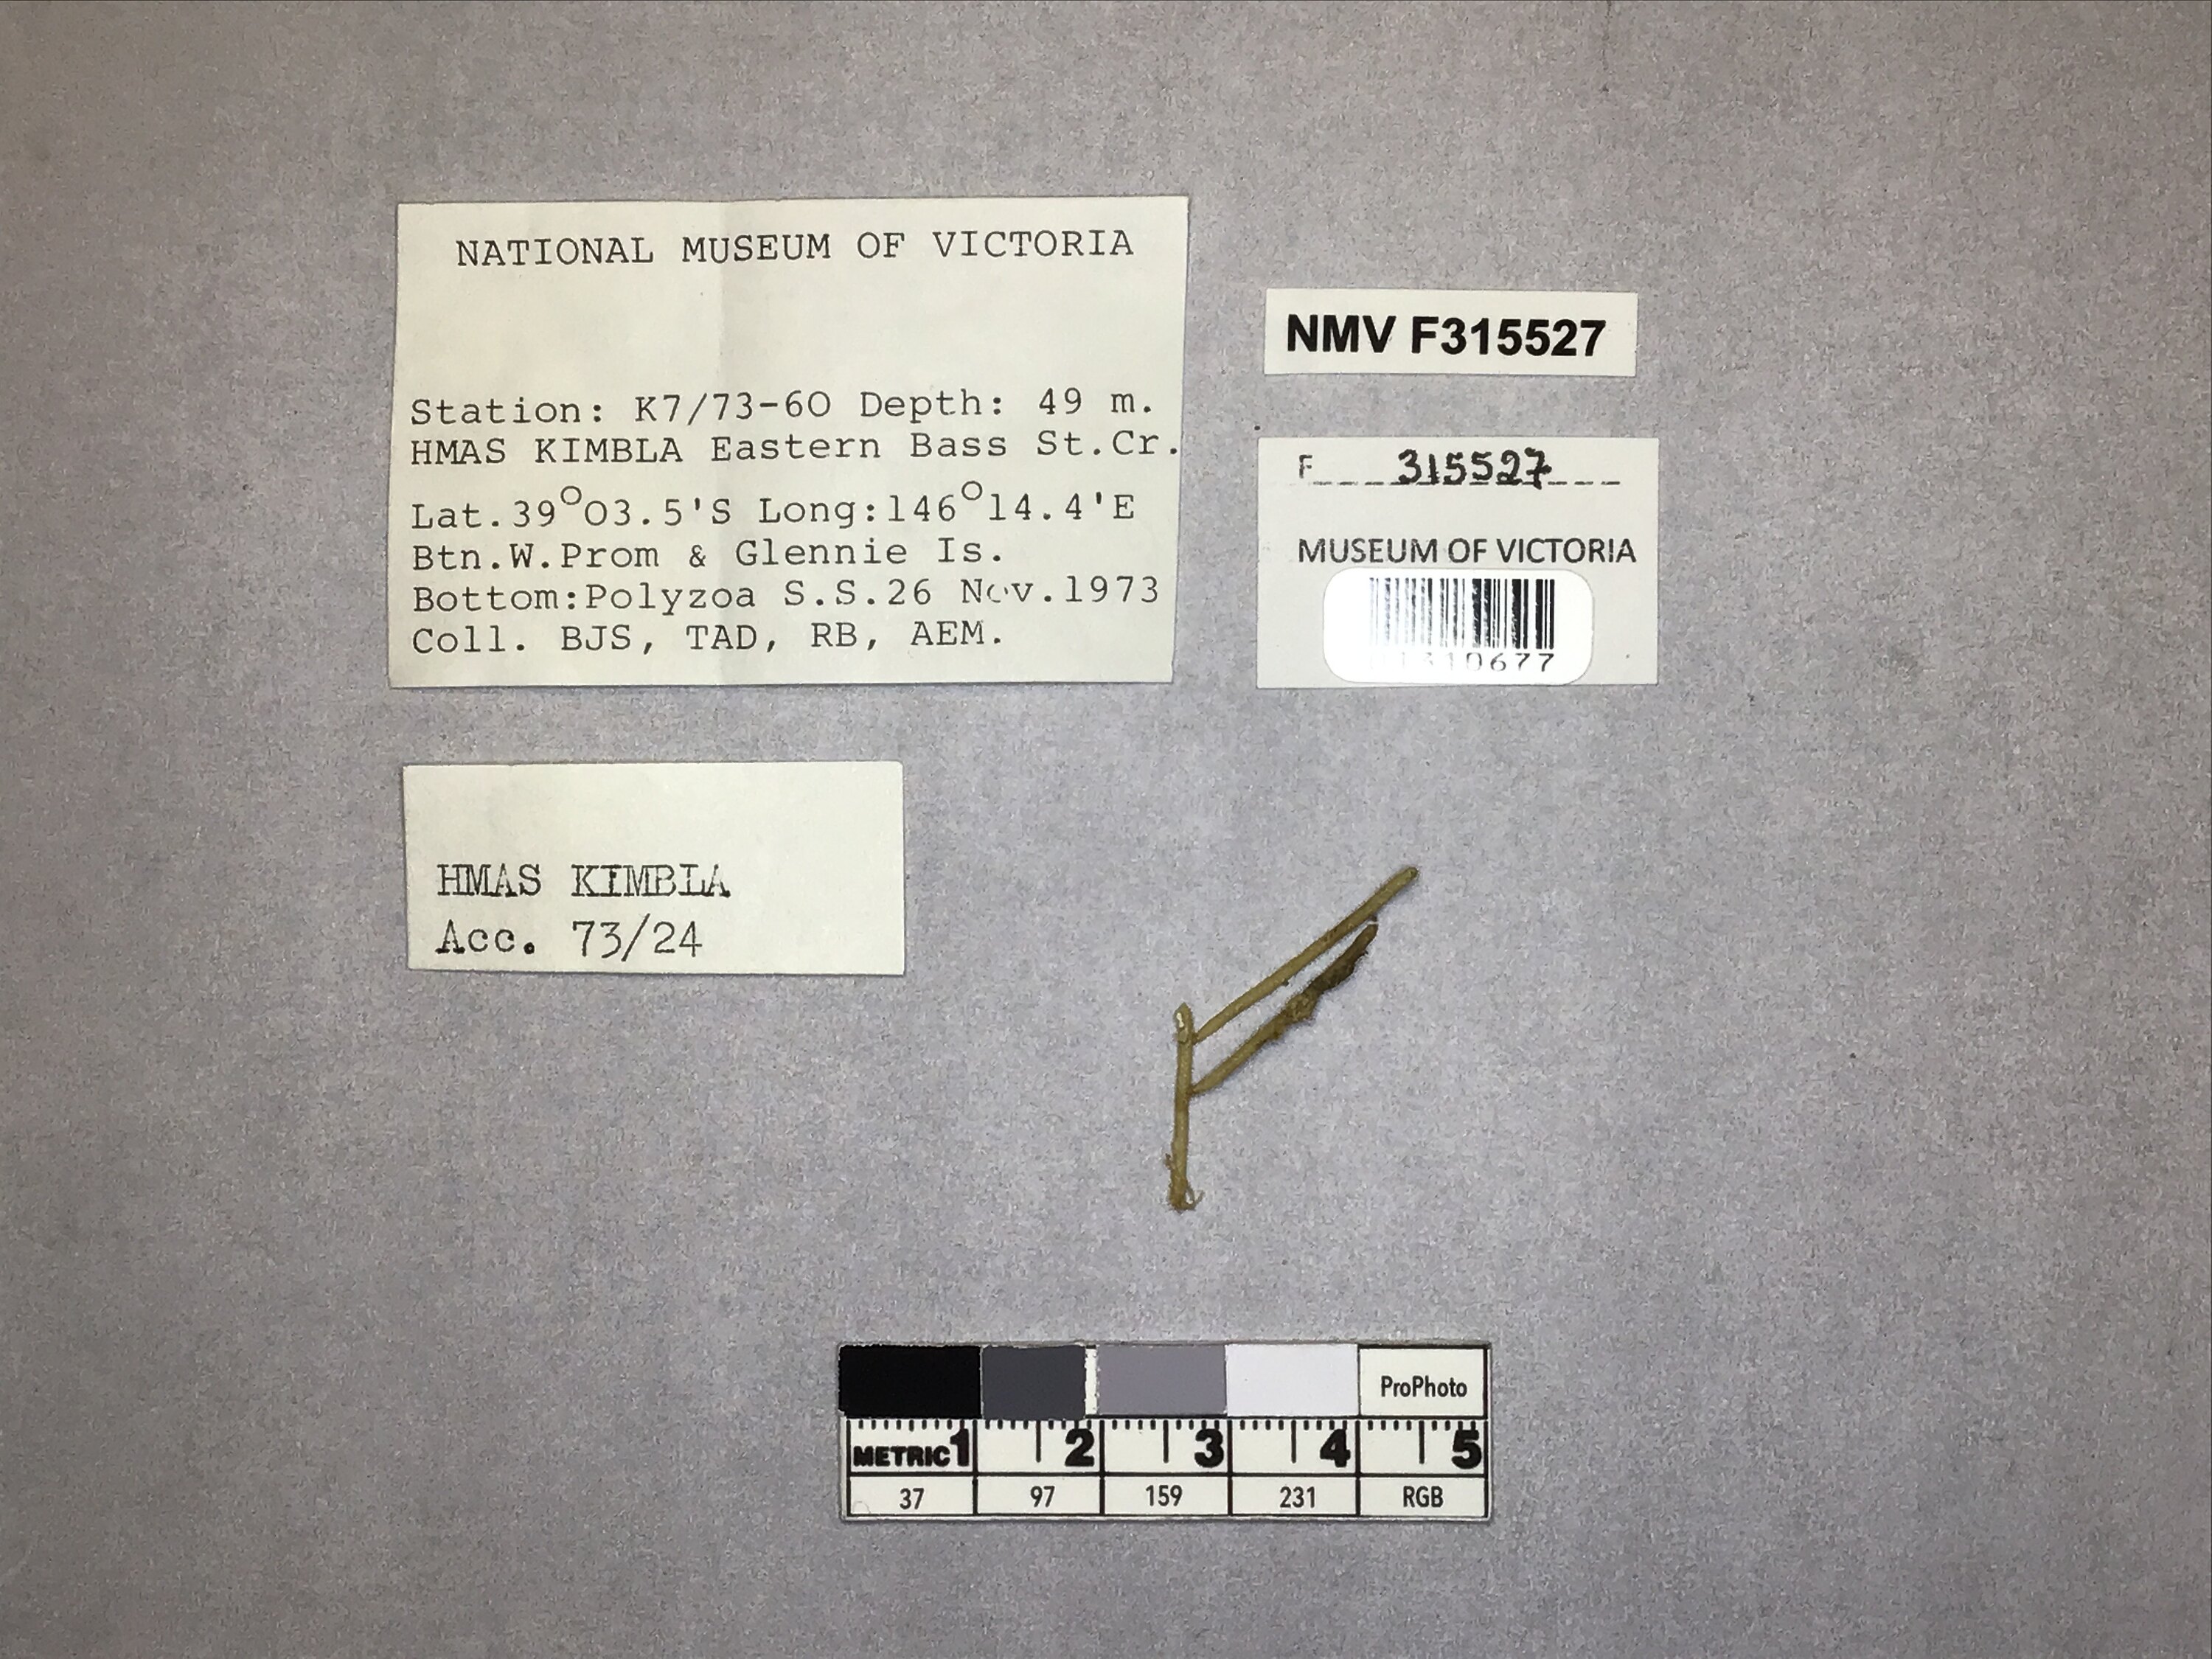 NATIONAL MUSEUM OF VICTORIA
Station: K7/73-60 Depth: 49 m.
HMAS KIMBLA Eastern Bass St.Cr.
Lat.39°03.5'S Long:146°14.4'E
Btn.W.Prom & Glennie Is.
Bottom:Polyzoa S.S.26 Nov.1973
Coll. BJS, TAD, RB, AEM.
NMV F315527
F 315527
MUSEUM OF VICTORIA
HMAS KIMBLA
Acc. 73/24
ProPhoto
METRIC 1 2 3 4 5
37 97 159 231 RGB